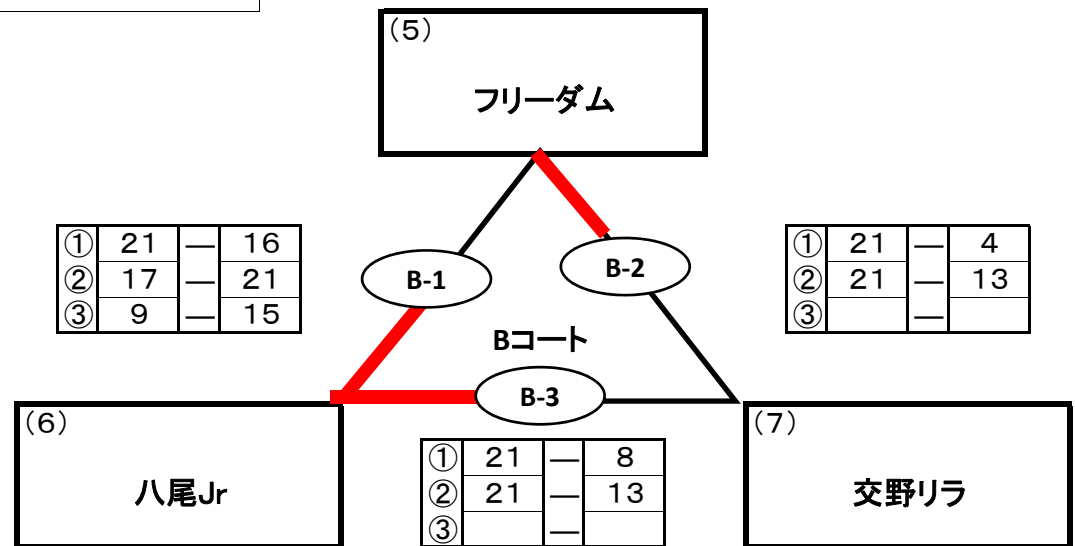 （5）
フリーダム
① 21 ― 16
② 17 ― 21
③ 9 ― 15
B-1
B-2
① 21 ― 4
② 21 ― 13
③ ―
Bコート
B-3
（6）
八尾Jr
① 21 ― 8
② 21 ― 13
③ ―
（7）
交野リラ